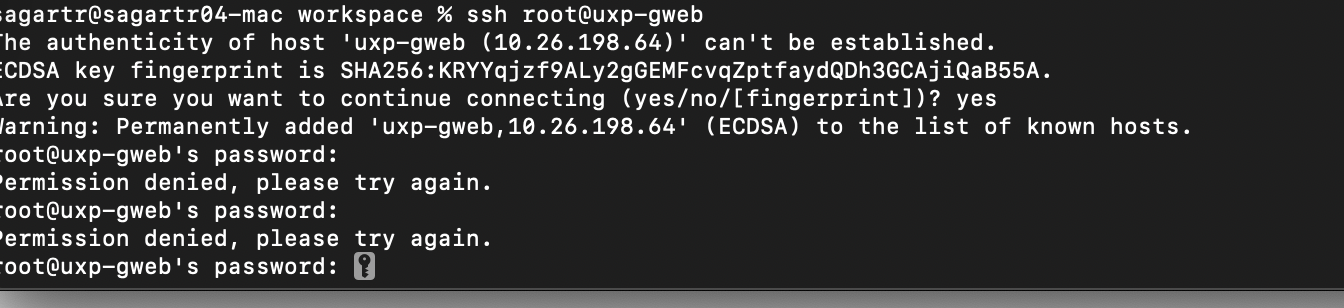 sagartr@sagartr04-mac workspace % ssh root@uxp-gweb
The authenticity of host 'uxp-gweb (10.26.198.64)' can't be established.
ECDSA key fingerprint is SHA256:KRYYqjzf9ALy2gGEMFcvqZptfaydQDh3GCAjiQaB55A.
Are you sure you want to continue connecting (yes/no/[fingerprint])? yes
Warning: Permanently added 'uxp-gweb,10.26.198.64' (ECDSA) to the list of known hosts.
root@uxp-gweb's password:
Permission denied, please try again.
root@uxp-gweb's password:
Permission denied, please try again.
root@uxp-gweb's password: